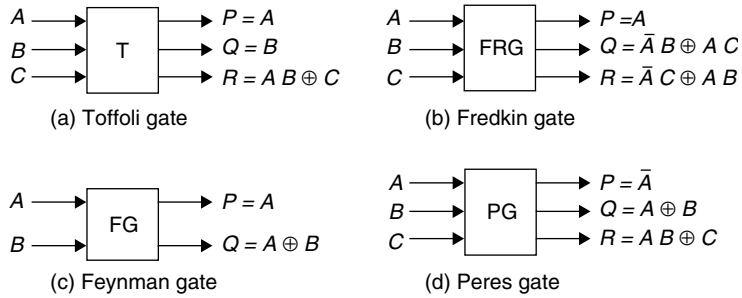 A
B
C
T
P = A
Q = B
R = A B ⊕ C
(a) Toffoli gate
A
B
C
FRG
P =A
Q = Ā B ⊕ A C
R = Ā C ⊕ A B
(b) Fredkin gate
A
B
FG
P = A
Q = A ⊕ B
(c) Feynman gate
A
B
C
PG
P = Ā
Q = A ⊕ B
R = A B ⊕ C
(d) Peres gate